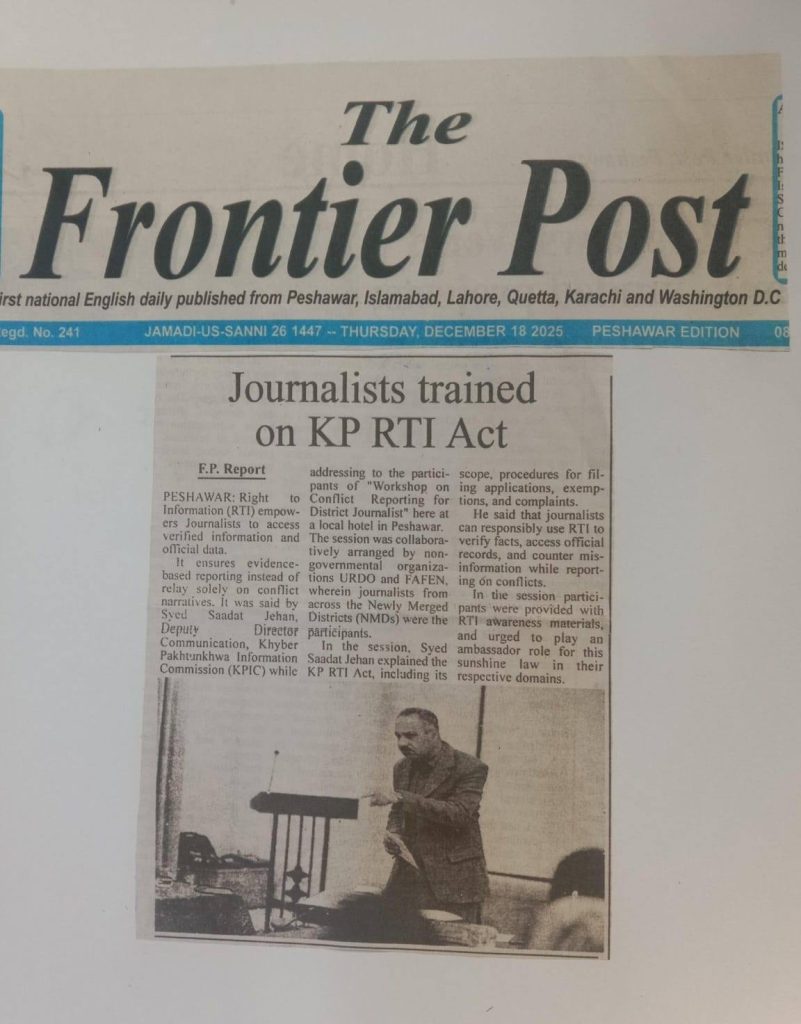 The
Frontier Post
irst national English daily published from Peshawar, Islamabad, Lahore, Quetta, Karachi and Washington D.C
egd. No. 241 JAMADI-US-SANNI 26 1447 -- THURSDAY, DECEMBER 18 2025 PESHAWAR EDITION 08
Journalists trained
on KP RTI Act
F.P. Report
PESHAWAR: Right to
Information (RTI) empow-
ers Journalists to access
verified information and
official data.
It ensures evidence-
based reporting instead of
relay solely on conflict
narratives. It was said by
Syed Saadat Jehan,
Deputy Director
Communication, Khyber
Pakhtunkhwa Information
Commission (KPIC) while
addressing to the partici-
pants of "Workshop on
Conflict Reporting for
District Journalist" here at
a local hotel in Peshawar.
The session was collabora-
tively arranged by non-
governmental organiza-
tions URDO and FAFEN,
wherein journalists from
across the Newly Merged
Districts (NMDs) were the
participants.
In the session, Syed
Saadat Jehan explained the
KP RTI Act, including its
scope, procedures for fil-
ing applications, exemp-
tions, and complaints.
He said that journalists
can responsibly use RTI to
verify facts, access official
records, and counter mis-
information while report-
ing on conflicts.
In the session partici-
pants were provided with
RTI awareness materials,
and urged to play an
ambassador role for this
sunshine law in their
respective domains.